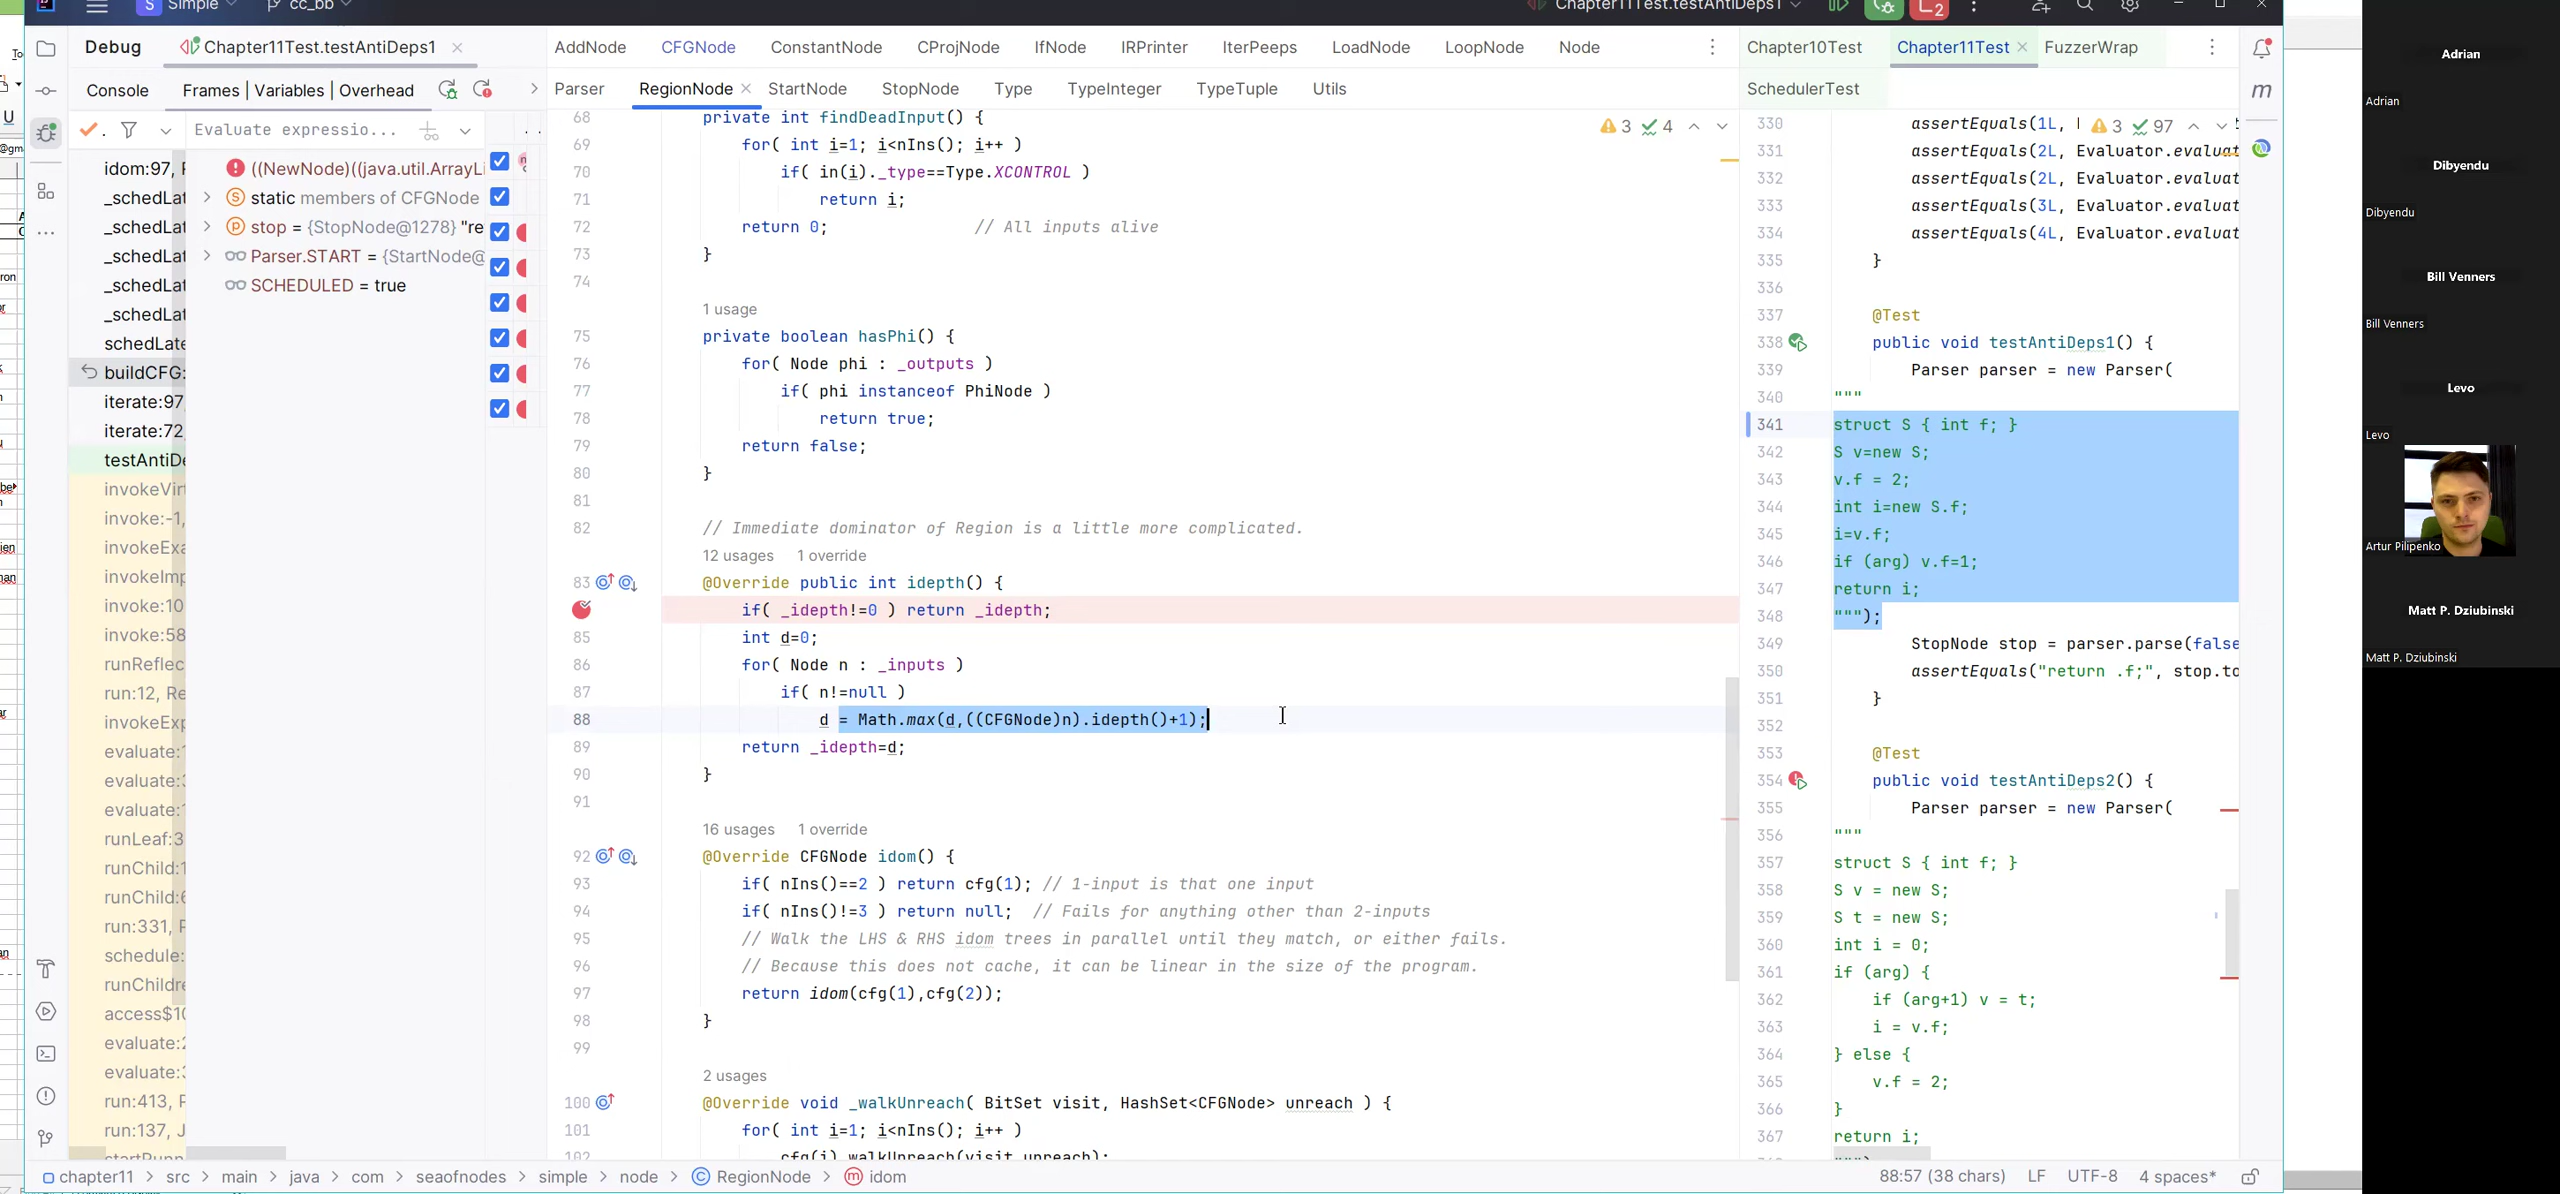 Simple
cc_bb
Chapter11Test.testAntiDeps1
2
Debug
Chapter11Test.testAntiDeps1
AddNode
CFGNode
ConstantNode
CProjNode
IfNode
IRPrinter
IterPeeps
LoadNode
LoopNode
Node
Chapter10Test
Chapter11Test
FuzzerWrap
Console
Frames | Variables | Overhead
Parser
RegionNode
StartNode
StopNode
Type
TypeInteger
TypeTuple
Utils
SchedulerTest
Evaluate expressio...
idom:97,
_schedLat
_schedLat
_schedLat
_schedLat
_schedLat
schedLate
buildCFG:
iterate:97,
iterate:72,
testAntiDe
invokeVirt
invoke:-1,
invokeExa
invokeImp
invoke:10
invoke:58
runReflec
run:12, Re
invokeExp
evaluate:1
evaluate:3
evaluate:1
runLeaf:3
runChild:1
runChild:6
run:331, F
schedule:
runChildre
access$10
evaluate:2
evaluate:3
run:413, F
run:137, J
((NewNode)((java.util.ArrayLi
static members of CFGNode
stop = {StopNode@1278} "re
Parser.START = {StartNode@
SCHEDULED = true
3
4
68 private int findDeadInput() {
69 for( int i=1; i<nIns(); i++ )
70 if( in(i)._type==Type.XCONTROL )
71 return i;
72 return 0; // All inputs alive
73 }
74
1 usage
75 private boolean hasPhi() {
76 for( Node phi : _outputs )
77 if( phi instanceof PhiNode )
78 return true;
79 return false;
80 }
81
82 // Immediate dominator of Region is a little more complicated.
12 usages 1 override
83 @Override public int idepth() {
if( _idepth!=0 ) return _idepth;
85 int d=0;
86 for( Node n : _inputs )
87 if( n!=null )
88 d = Math.max(d,((CFGNode)n).idepth()+1);
89 return _idepth=d;
90 }
91
16 usages 1 override
92 @Override CFGNode idom() {
93 if( nIns()==2 ) return cfg(1); // 1-input is that one input
94 if( nIns()!=3 ) return null; // Fails for anything other than 2-inputs
95 // Walk the LHS & RHS idom trees in parallel until they match, or either fails.
96 // Because this does not cache, it can be linear in the size of the program.
97 return idom(cfg(1),cfg(2));
98 }
99
2 usages
100 @Override void _walkUnreach( BitSet visit, HashSet<CFGNode> unreach ) {
101 for( int i=1; i<nIns(); i++ )
102 cfg(i).walkUnreach(visit,unreach);
3
97
330 assertEquals(1L,
331 assertEquals(2L, Evaluator.evaluat
332 assertEquals(2L, Evaluator.evaluat
333 assertEquals(3L, Evaluator.evaluat
334 assertEquals(4L, Evaluator.evaluat
335 }
336
337 @Test
338 public void testAntiDeps1() {
339 Parser parser = new Parser(
340 """
341 struct S { int f; }
342 S v=new S;
343 v.f = 2;
344 int i=new S.f;
345 i=v.f;
346 if (arg) v.f=1;
347 return i;
348 """);
349 StopNode stop = parser.parse(false
350 assertEquals("return .f;", stop.to
351 }
352
353 @Test
354 public void testAntiDeps2() {
355 Parser parser = new Parser(
356 """
357 struct S { int f; }
358 S v = new S;
359 S t = new S;
360 int i = 0;
361 if (arg) {
362 if (arg+1) v = t;
363 i = v.f;
364 } else {
365 v.f = 2;
366 }
367 return i;
chapter11 > src > main > java > com > seaofnodes > simple > node > RegionNode > idom
88:57 (38 chars)
LF
UTF-8
4 spaces*
Adrian
Adrian
Dibyendu
Dibyendu
Bill Venners
Bill Venners
Levo
Levo
Artur Pilipenko
Matt P. Dziubinski
Matt P. Dziubinski